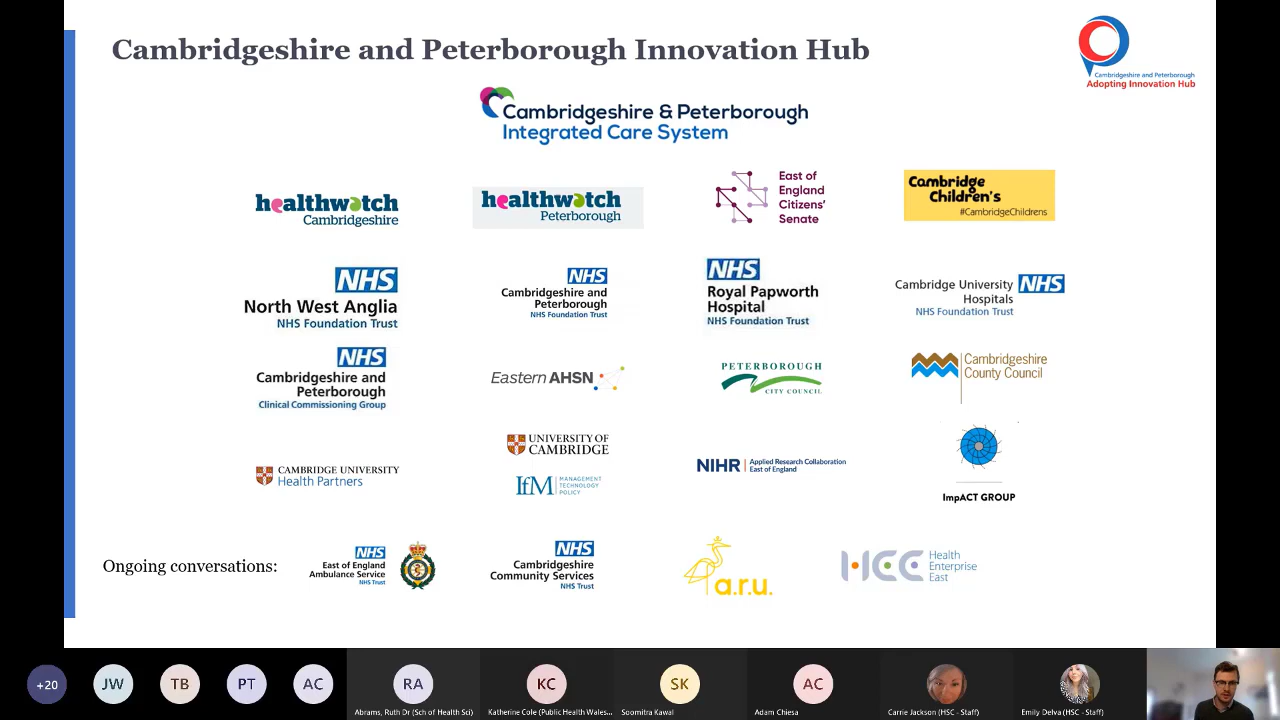 Cambridgeshire and Peterborough Innovation Hub
Cambridgeshire and Peterborough
Adopting Innovation Hub
Cambridgeshire & Peterborough
Integrated Care System
healthwatch
Cambridgeshire
healthwatch
Peterborough
East of
England
Citizens'
Senate
Cambridge
Children's
#CambridgeChildrens
NHS
North West Anglia
NHS Foundation Trust
NHS
Cambridgeshire and
Peterborough
NHS Foundation Trust
NHS
Royal Papworth
Hospital
NHS Foundation Trust
Cambridge University NHS
Hospitals
NHS Foundation Trust
NHS
Cambridgeshire and
Peterborough
Clinical Commissioning Group
Eastern AHSN
PETERBOROUGH
CITY COUNCIL
Cambridgeshire
County Council
CAMBRIDGE UNIVERSITY
Health Partners
UNIVERSITY OF
CAMBRIDGE
IfM
MANAGEMENT
TECHNOLOGY
POLICY
NIHR
Applied Research Collaboration
East of England
ImpACT GROUP
Ongoing conversations:
NHS
East of England
Ambulance Service
NHS Trust
NHS
Cambridgeshire
Community Services
NHS Trust
a.r.u.
HEE
Health
Enterprise
East
+20
JW
TB
PT
AC
RA
Abrams, Ruth Dr (Sch of Health Sci)
KC
Katherine Cole (Public Health Wales...
SK
Soomitra Kawal
AC
Adam Chiesa
Carrie Jackson (HSC - Staff)
Emily Delva (HSC - Staff)